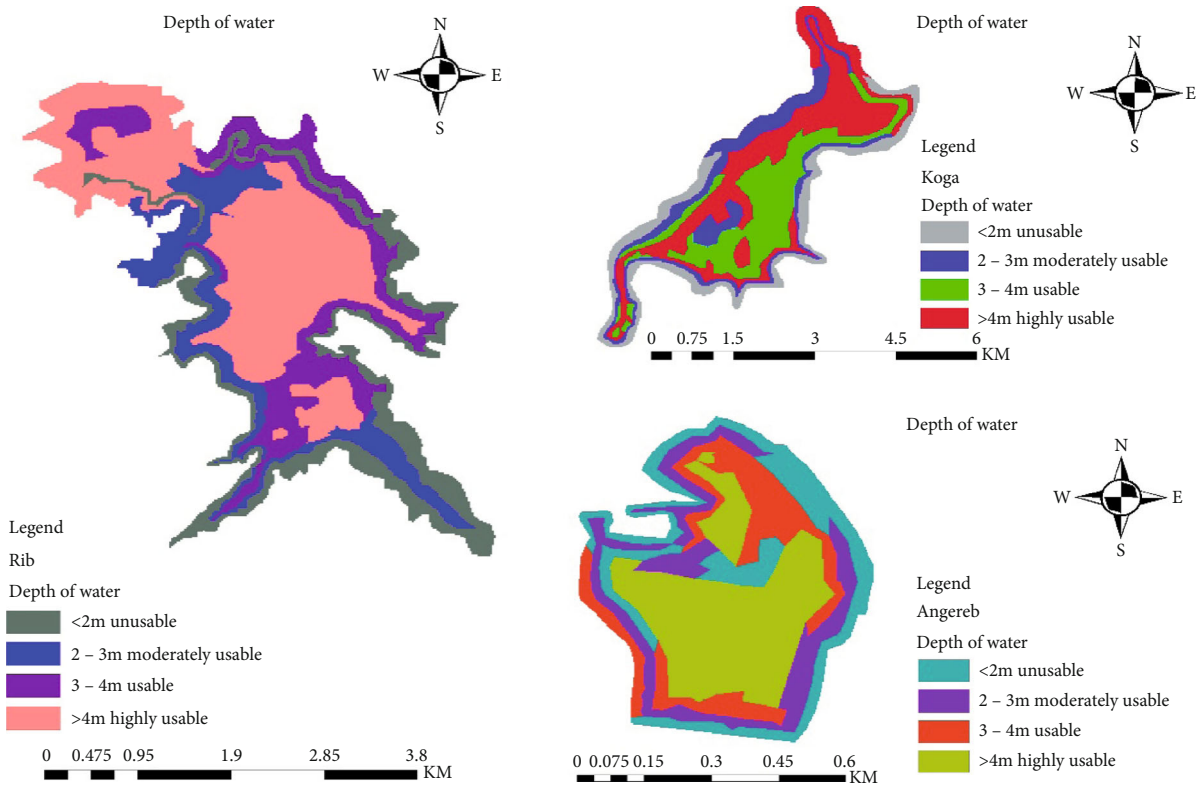 Depth of water
N
W E
S
Legend
Rib
Depth of water
<2m unusable
2 – 3m moderately usable
3 – 4m usable
>4m highly usable
0 0.475 0.95 1.9 2.85 3.8
KM
Depth of water
N
W E
S
Legend
Koga
Depth of water
<2m unusable
2 – 3m moderately usable
3 – 4m usable
>4m highly usable
0 0.75 1.5 3 4.5 6
KM
Depth of water
N
W E
S
Legend
Angereb
Depth of water
<2m unusable
2 – 3m moderately usable
3 – 4m usable
>4m highly usable
0 0.075 0.15 0.3 0.45 0.6
KM